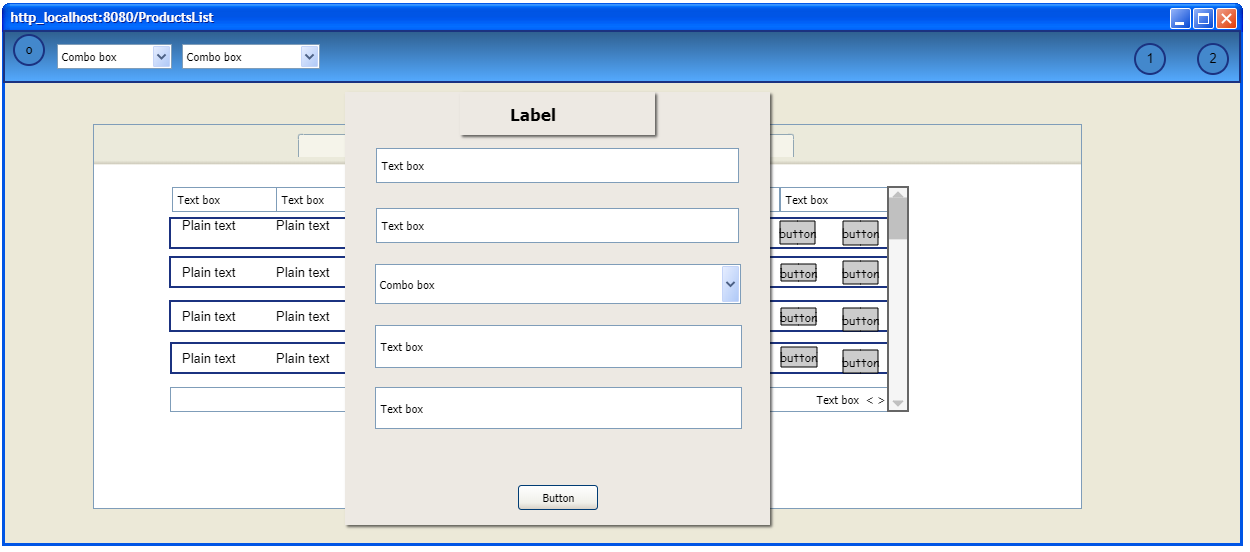 http_localhost:8080/ProductsList
o Combo box Combo box 1 2
Label
Text box
Text box Text box Text box
Plain text Plain text button button
Text box
Plain text Plain text button button
Combo box
Plain text Plain text button button
Text box
Plain text Plain text button button
Text box < >
Text box
Button